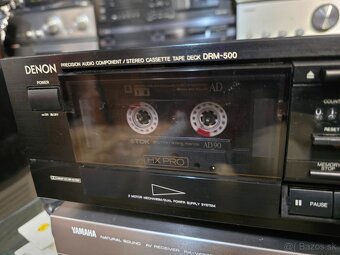 DENON
PRECISION AUDIO COMPONENT / STEREO CASSETTE TAPE DECK DRM-500
POWER
AD
COUNT
RESET
TDK
AD90
HX PRO
MEMORY
STOP
2 MOTOR MECHANISM/DUAL POWER SUPPLY SYSTEM
PAUSE
YAMAHA
NATURAL SOUND AV RECEIVER
bazos.sk